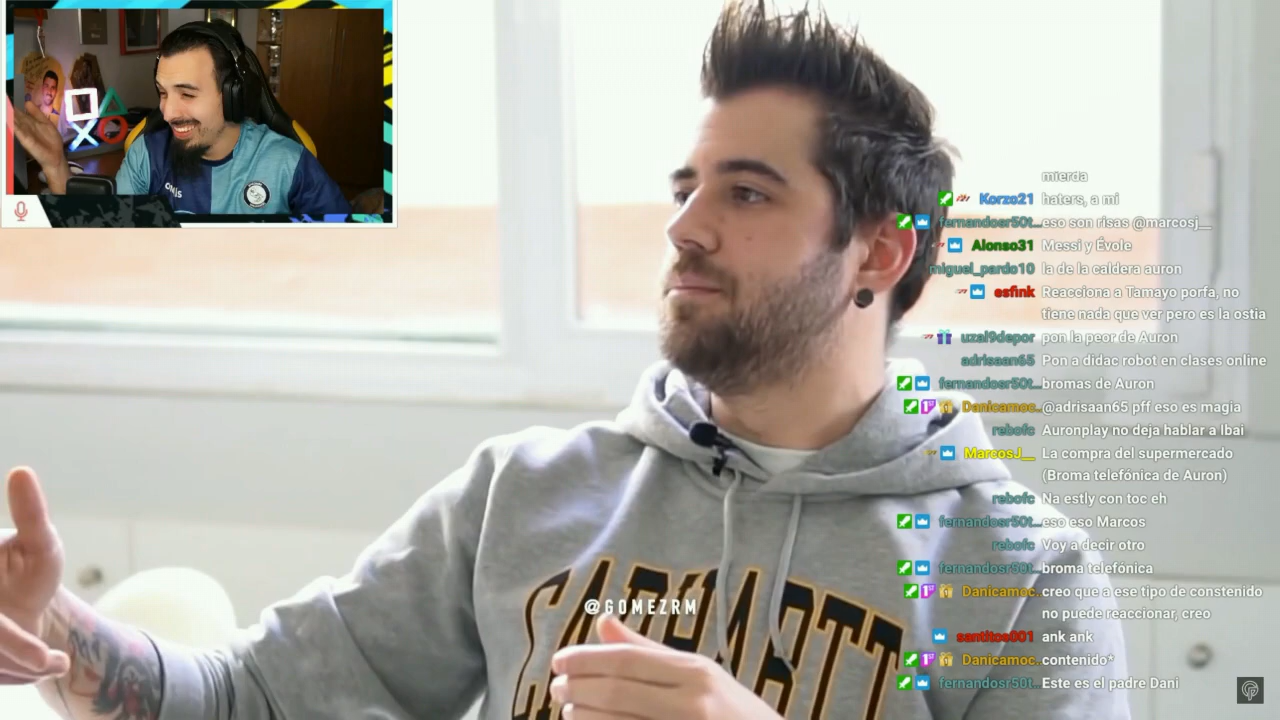 mierda
Korzo21 haters, a mi
fernandosr50t… eso son risas @marcosj__
Alonso31 Messi y Évole
miguel_pardo10 la de la caldera auron
esfink Reacciona a Tamayo porfa, no
tiene nada que ver pero es la ostia
uzal9depor pon la peor de Auron
adrisaan65 Pon a didac robot en clases online
fernandosr50t… bromas de Auron
Danicamoc… @adrisaan65 pff eso es magia
rebofc Auronplay no deja hablar a Ibai
MarcosJ__ La compra del supermercado
(Broma telefónica de Auron)
rebofc Na estly con toc eh
fernandosr50t… eso eso Marcos
rebofc Voy a decir otro
fernandosr50t… broma telefónica
Danicamoc… creo que a ese tipo de constenido
no puede reaccionar, creo
santitos001 ank ank
Danicamoc… contenido*
fernandosr50t… Este es el padre Dani
@GOMEZRM
CARHARTT